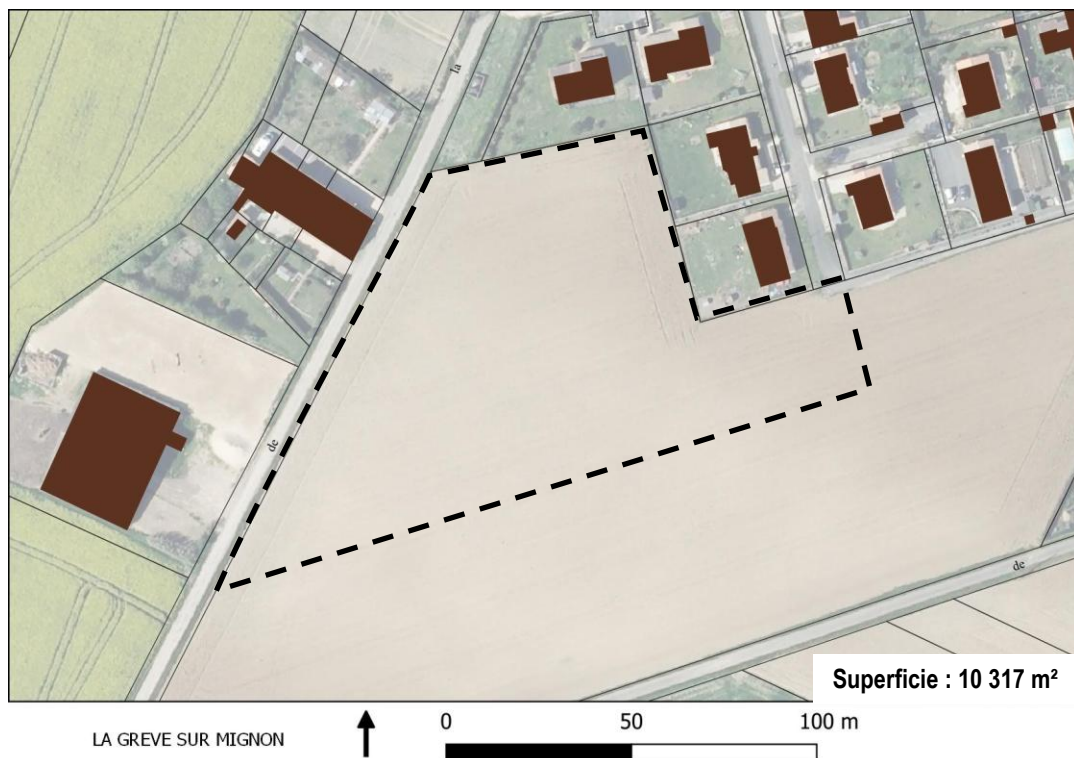 la
de
de
Superficie : 10 317 m²
0 50 100 m
LA GREVE SUR MIGNON